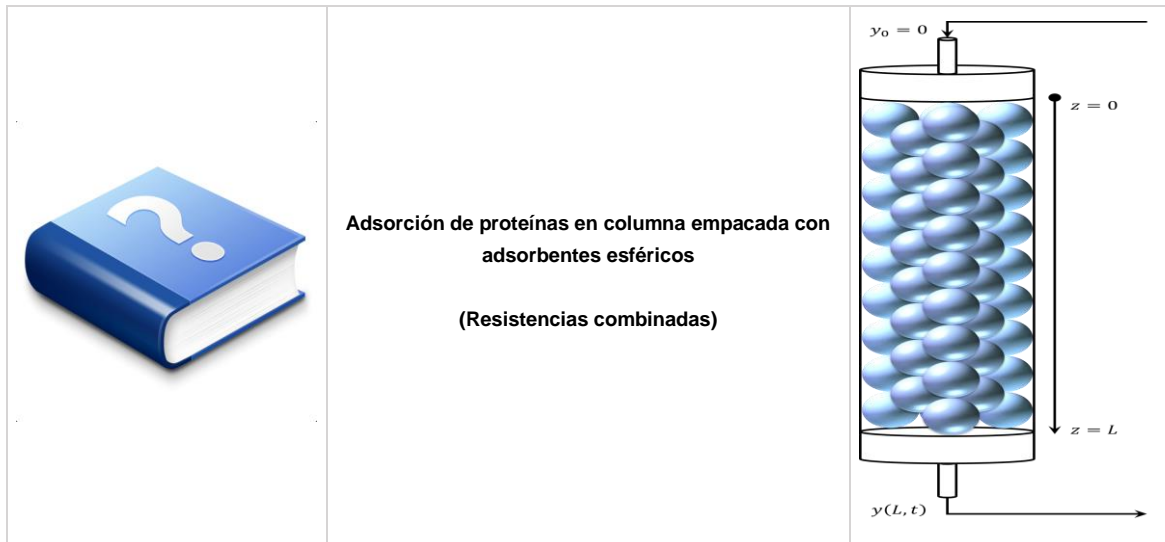 Adsorción de proteínas en columna empacada con
adsorbentes esféricos
(Resistencias combinadas)
y₀ = 0
z = 0
z = L
y(L, t)